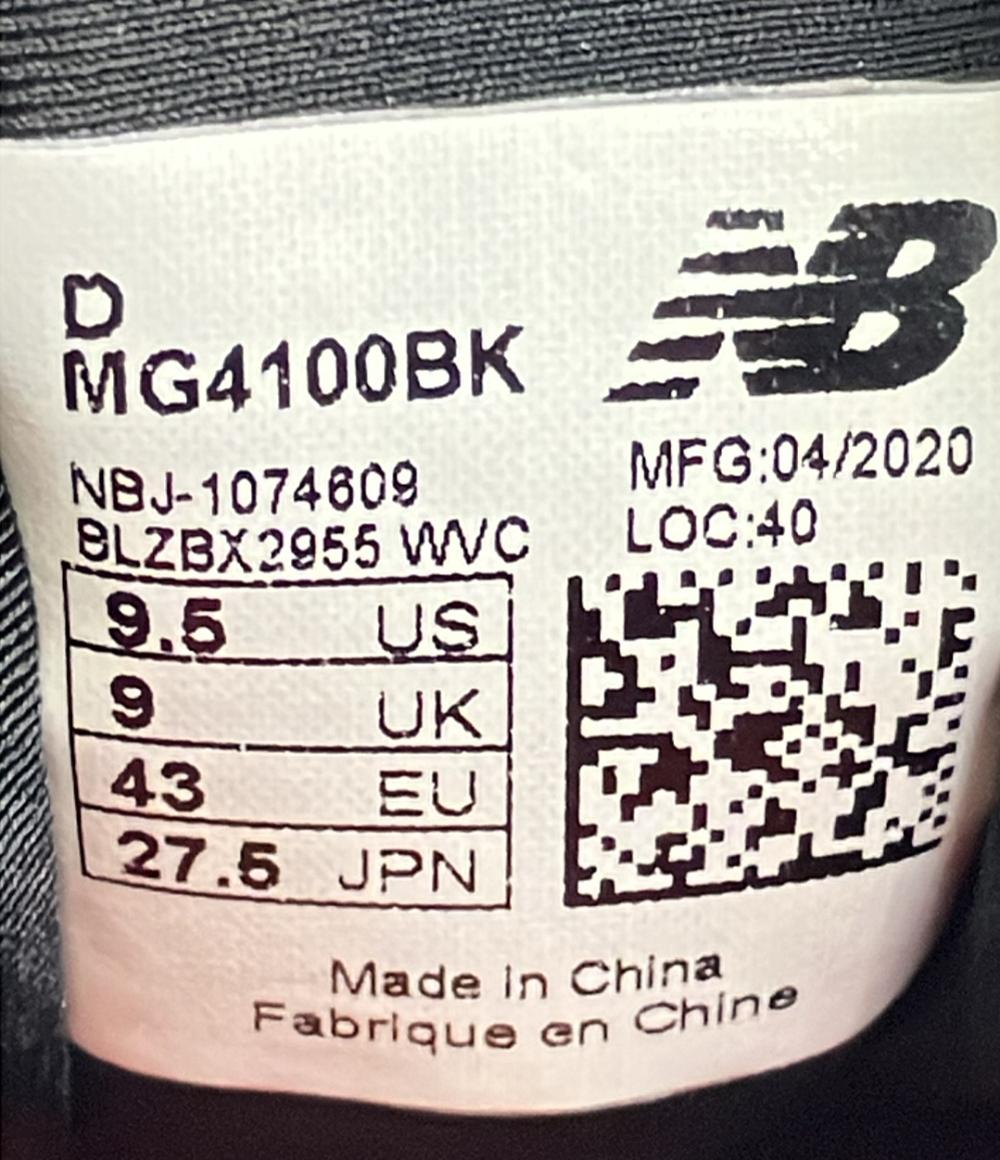 NB
D
MG4100BK
NBJ-1074609
BLZBX2955 WVC
MFG:04/2020
LOC:40
9.5 US
9 UK
43 EU
27.5 JPN
Made in China
Fabrique en Chine